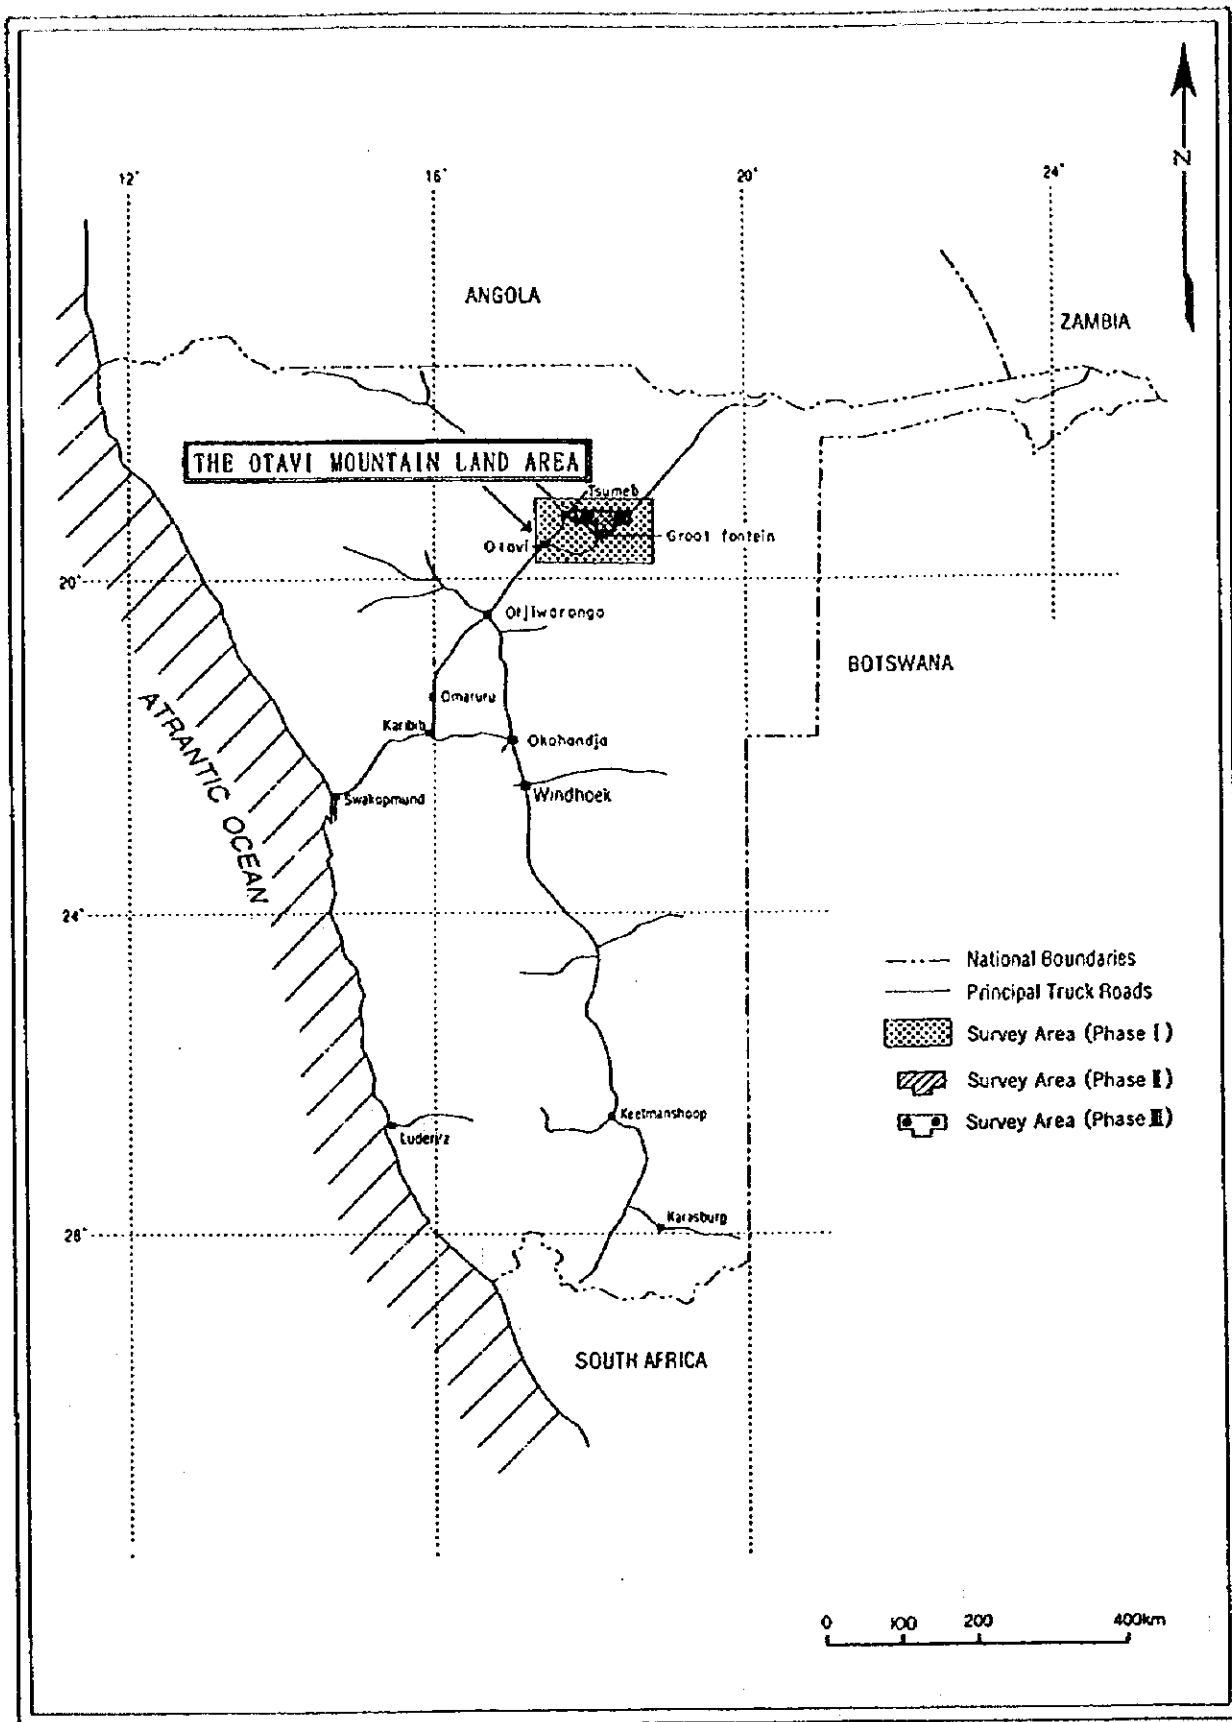 N
12°
16°
20°
24°
ANGOLA
ZAMBIA
THE OTAVI MOUNTAIN LAND AREA
Tsumeb
Otavi
Groot fontein
20°
Otjiwarongo
BOTSWANA
Omaruru
Karibib
Okahandja
ATRANTIC OCEAN
Swakopmund
Windhoek
24°
National Boundaries
Principal Truck Roads
Survey Area (Phase I)
Survey Area (Phase II)
Survey Area (Phase III)
Keetmanshoop
Luderitz
28°
Karasburg
SOUTH AFRICA
0 100 200 400km